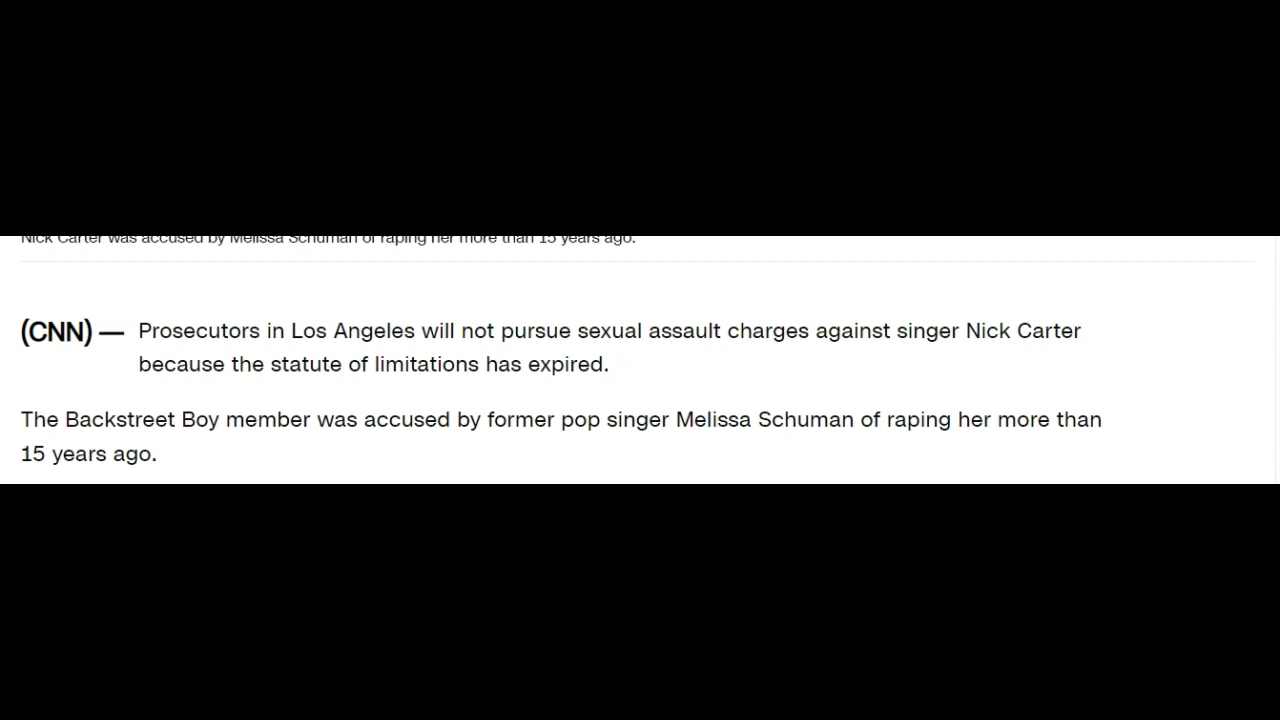 Nick Carter was accused by Melissa Schuman of raping her more than 15 years ago.
(CNN) — Prosecutors in Los Angeles will not pursue sexual assault charges against singer Nick Carter
because the statute of limitations has expired.
The Backstreet Boy member was accused by former pop singer Melissa Schuman of raping her more than
15 years ago.